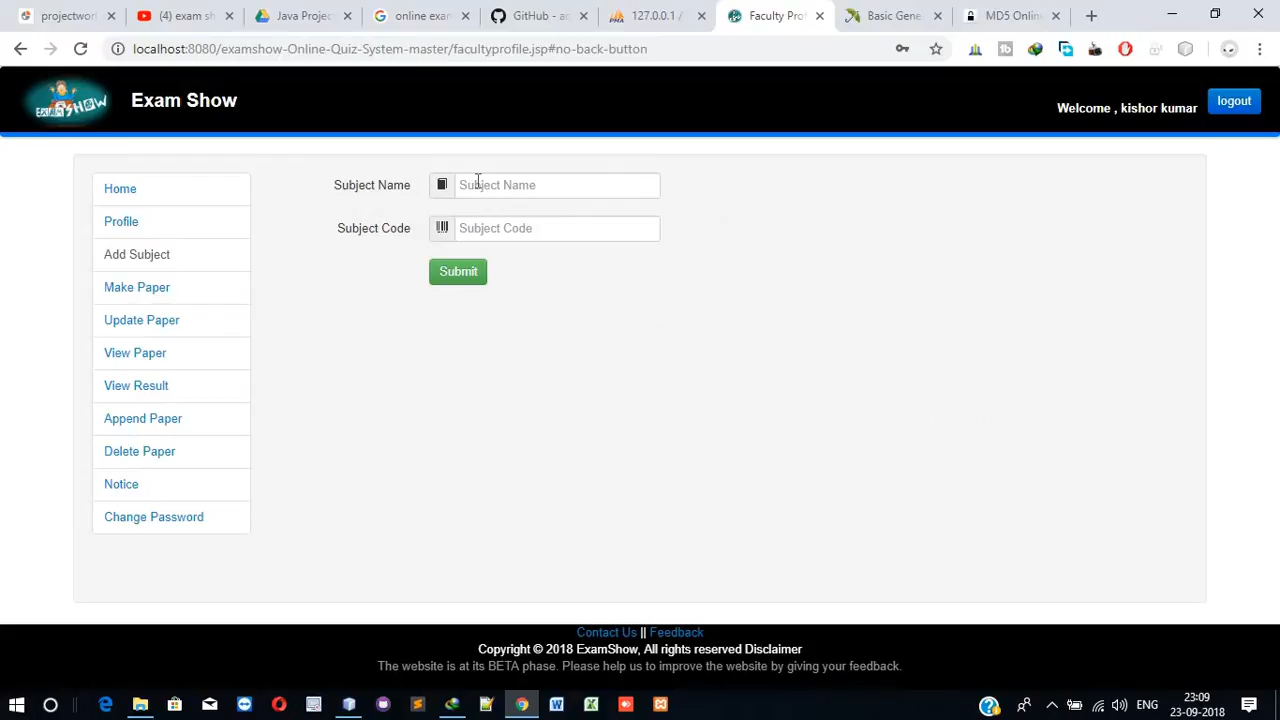 projectwor
(4) exam sh
Java Projec
online exam
GitHub - ac
127.0.0.1 /
Faculty Pro
Basic Gene
MD5 Onlin
localhost:8080/examshow-Online-Quiz-System-master/facultyprofile.jsp#no-back-button
EXAMSHOW
Exam Show
Welcome , kishor kumar
logout
Home
Profile
Add Subject
Make Paper
Update Paper
View Paper
View Result
Append Paper
Delete Paper
Notice
Change Password
Subject Name
Subject Name
Subject Code
Subject Code
Submit
Contact Us || Feedback
Copyright © 2018 ExamShow, All rights reserved Disclaimer
The website is at its BETA phase. Please help us to improve the website by giving your feedback.
ENG
23:09
23-09-2018